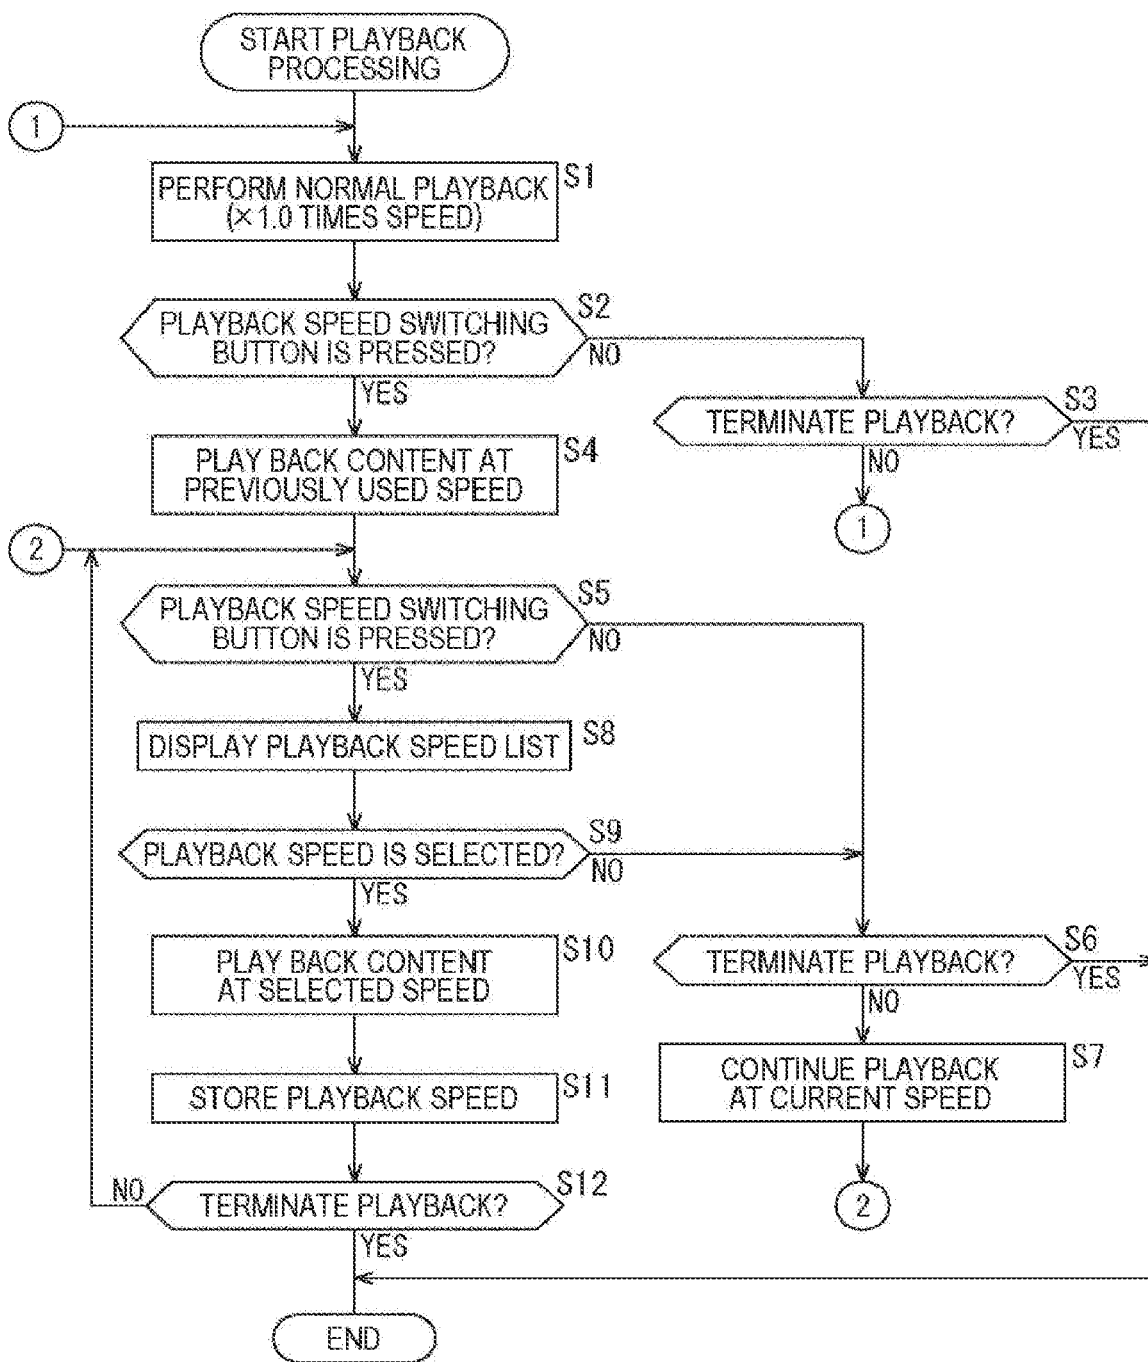 START PLAYBACK
PROCESSING
1
S1
PERFORM NORMAL PLAYBACK
(×1.0 TIMES SPEED)
S2
PLAYBACK SPEED SWITCHING
BUTTON IS PRESSED?
NO
YES
S3
TERMINATE PLAYBACK?
YES
NO
1
S4
PLAY BACK CONTENT AT
PREVIOUSLY USED SPEED
2
S5
PLAYBACK SPEED SWITCHING
BUTTON IS PRESSED?
NO
YES
DISPLAY PLAYBACK SPEED LIST
S8
S9
PLAYBACK SPEED IS SELECTED?
NO
YES
S10
PLAY BACK CONTENT
AT SELECTED SPEED
S6
TERMINATE PLAYBACK?
YES
NO
S7
CONTINUE PLAYBACK
AT CURRENT SPEED
2
STORE PLAYBACK SPEED
S11
S12
NO
TERMINATE PLAYBACK?
YES
END